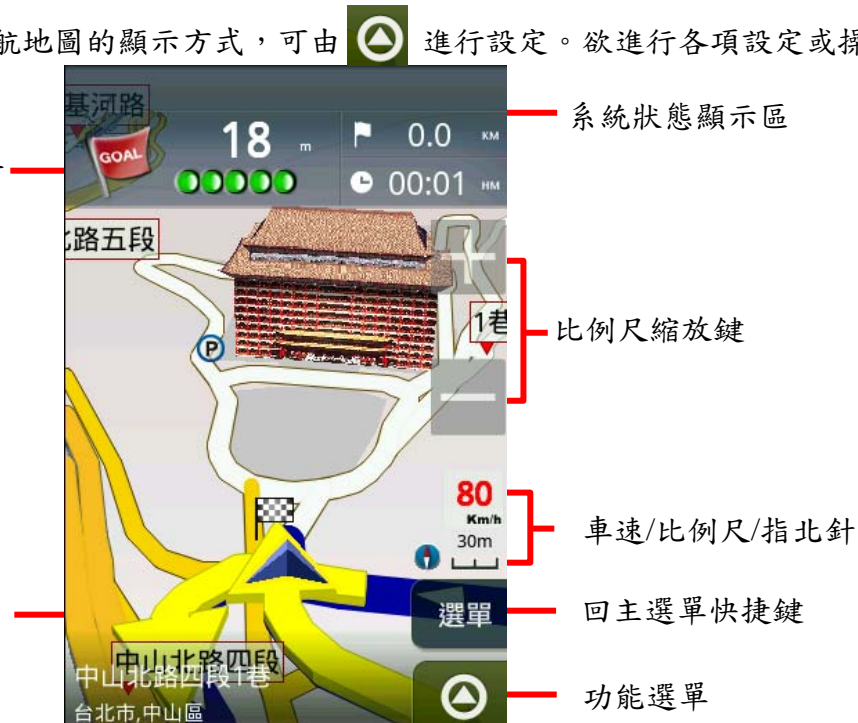 航地圖的顯示方式，可由 進行設定。欲進行各項設定或操
基河路
GOAL
18 m
0.0 KM
00:01 HM
系統狀態顯示區
北路五段
P
1巷
比例尺縮放鍵
80
Km/h
30m
車速/比例尺/指北針
選單
回主選單快捷鍵
中山北路四段
中山北路四段1巷
台北市,中山區
功能選單